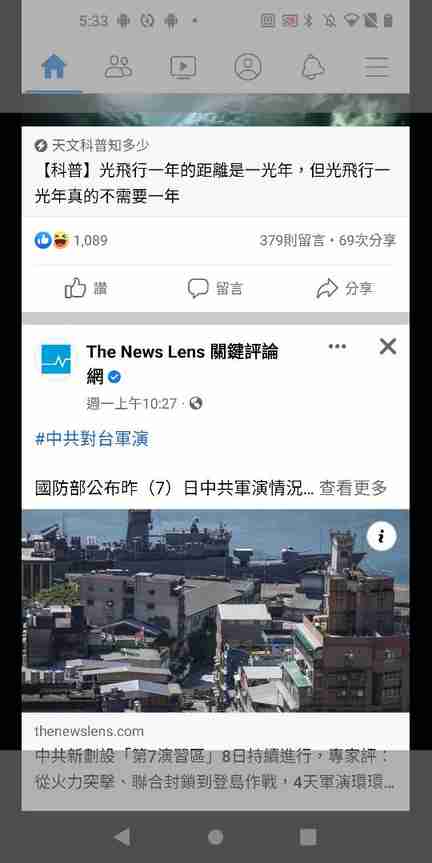 5:33
天文科普知多少
【科普】光飛行一年的距離是一光年，但光飛行一
光年真的不需要一年
1,089
379則留言・69次分享
讚
留言
分享
The News Lens 關鍵評論
網
週一上午10:27
#中共對台軍演
國防部公布昨（7）日中共軍演情況... 查看更多
i
thenewslens.com
中共新劃設「第7演習區」8日持續進行，專家評：
從火力突擊、聯合封鎖到登島作戰，4天軍演環環...